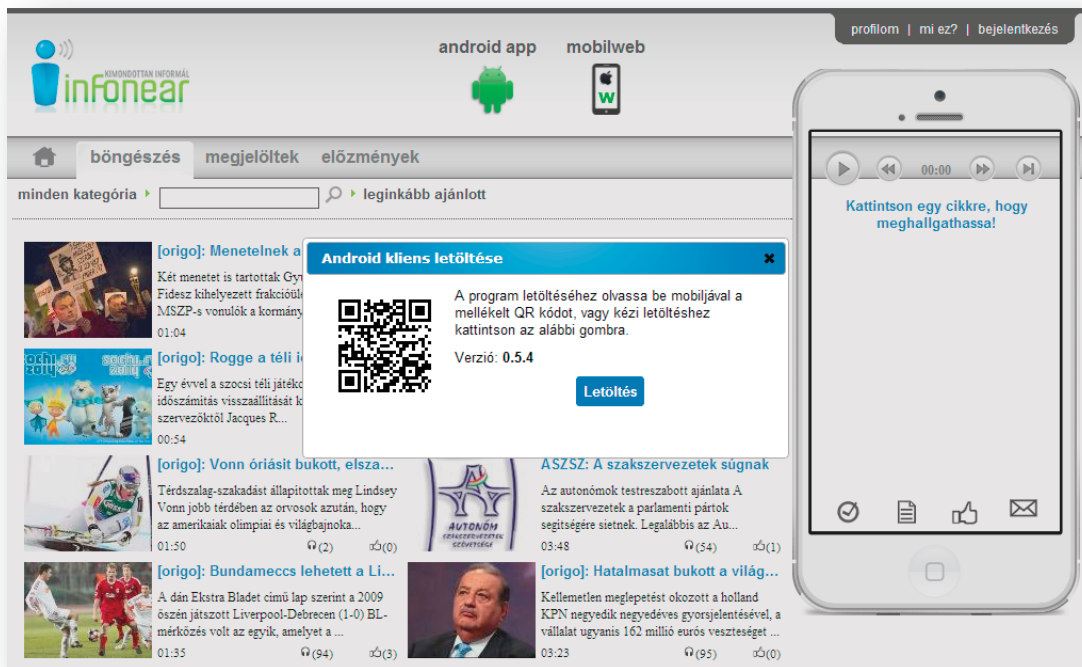 profilom | mi ez? | bejelentkezés
android app mobilweb
KIMONDOTTAN INFORMÁL
infonear
W
böngészés megjelöltek előzmények
minden kategória leginkább ajánlott
00:00
Kattintson egy cikkre, hogy
meghallgathassa!
[origo]: Menetelnek a
Két menetet is tartottak Gyu
Fidesz kihelyezett frakcióül
MSZP-s vonulók a kormány
01:04
Android kliens letöltése
A program letöltéséhez olvassa be mobiljával a
mellékelt QR kódot, vagy kézi letöltéshez
kattintson az alábbi gombra.
Verzió: 0.5.4
Letöltés
[origo]: Rogge a téli i
Egy évvel a szocsi téli játéko
időszámítás visszaállítását k
szervezőktől Jacques R...
00:54
[origo]: Vonn óriásit bukott, elsza...
Térdszalag-szakadást állapitottak meg Lindsey
Vonn jobb térdében az orvosok azután, hogy
az amerikaiak olimpiai és világbajnoka...
01:50 (2) (0)
AUTONÓM
SZAKSZERVEZETEK
SZÖVETSÉGE
ASZSZ: A szakszervezetek súgnak
Az autonómok testreszabott ajánlata A
szakszervezetek a parlamenti pártok
segitségére sietnek. Legalábbis az Au...
03:48 (54) (1)
[origo]: Bundameccs lehetett a Li...
A dán Ekstra Bladet cimű lap szerint a 2009
őszén játszott Liverpool-Debrecen (1-0) BL-
mérkőzés volt az egyik, amelyet a ...
01:35 (94) (3)
[origo]: Hatalmasat bukott a világ...
Kellemetlen meglepetést okozott a holland
KPN negyedik negyedéves gyorsjelentésével, a
vállalat ugyanis 162 millió eurós veszteséget ...
03:23 (95) (0)